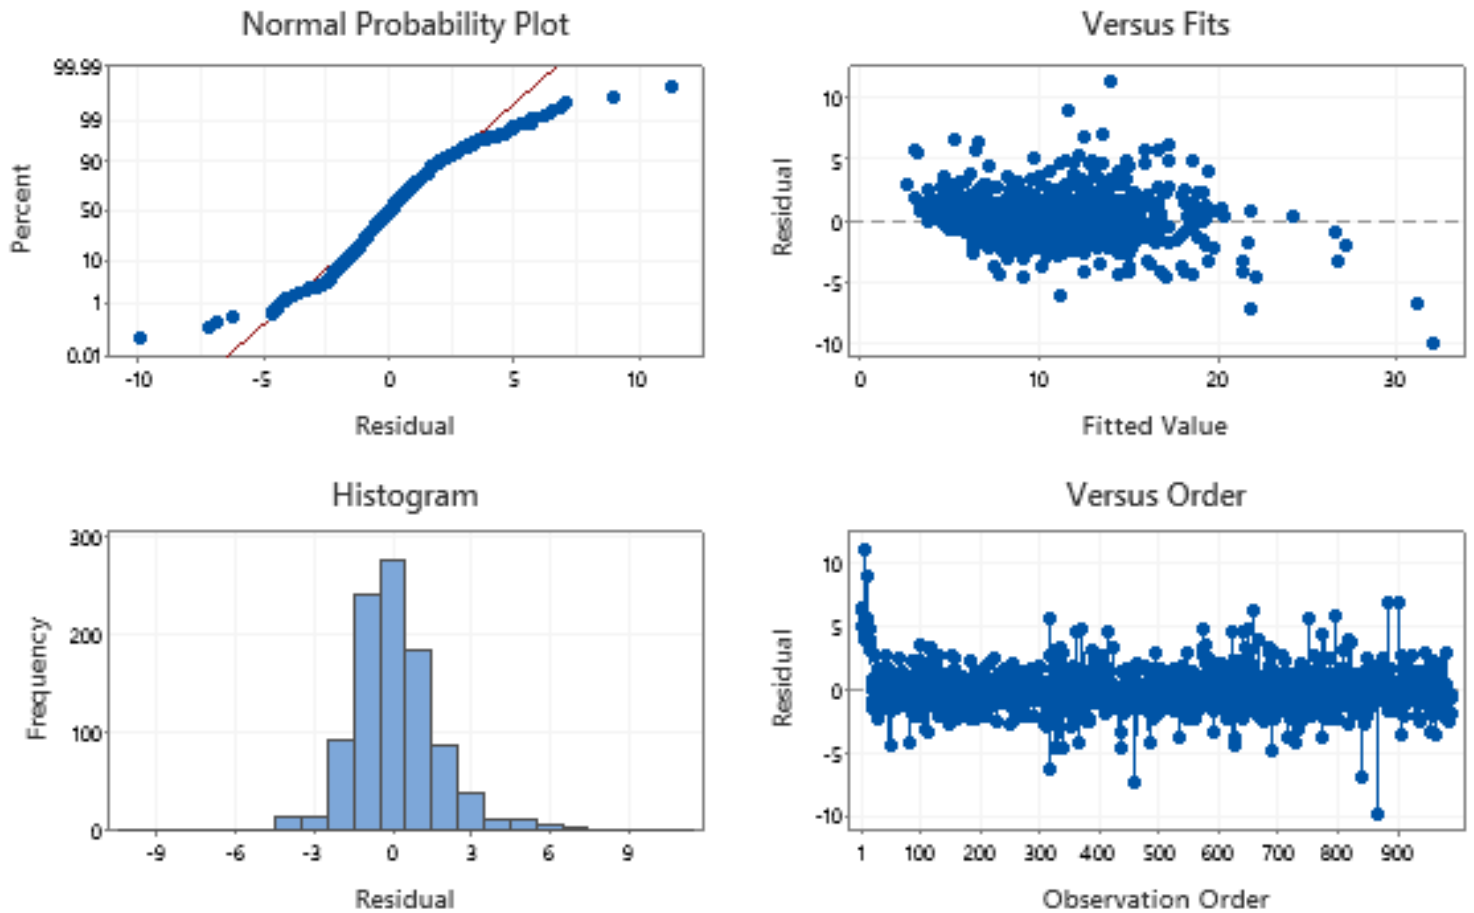 Normal Probability Plot
99.99
99
90
50
10
1
0.01
Percent
-10 -5 0 5 10
Residual
Versus Fits
10
5
0
-5
-10
Residual
0 10 20 30
Fitted Value
Histogram
300
200
100
0
Frequency
-9 -6 -3 0 3 6 9
Residual
Versus Order
10
5
0
-5
-10
Residual
1 100 200 300 400 500 600 700 800 900
Observation Order